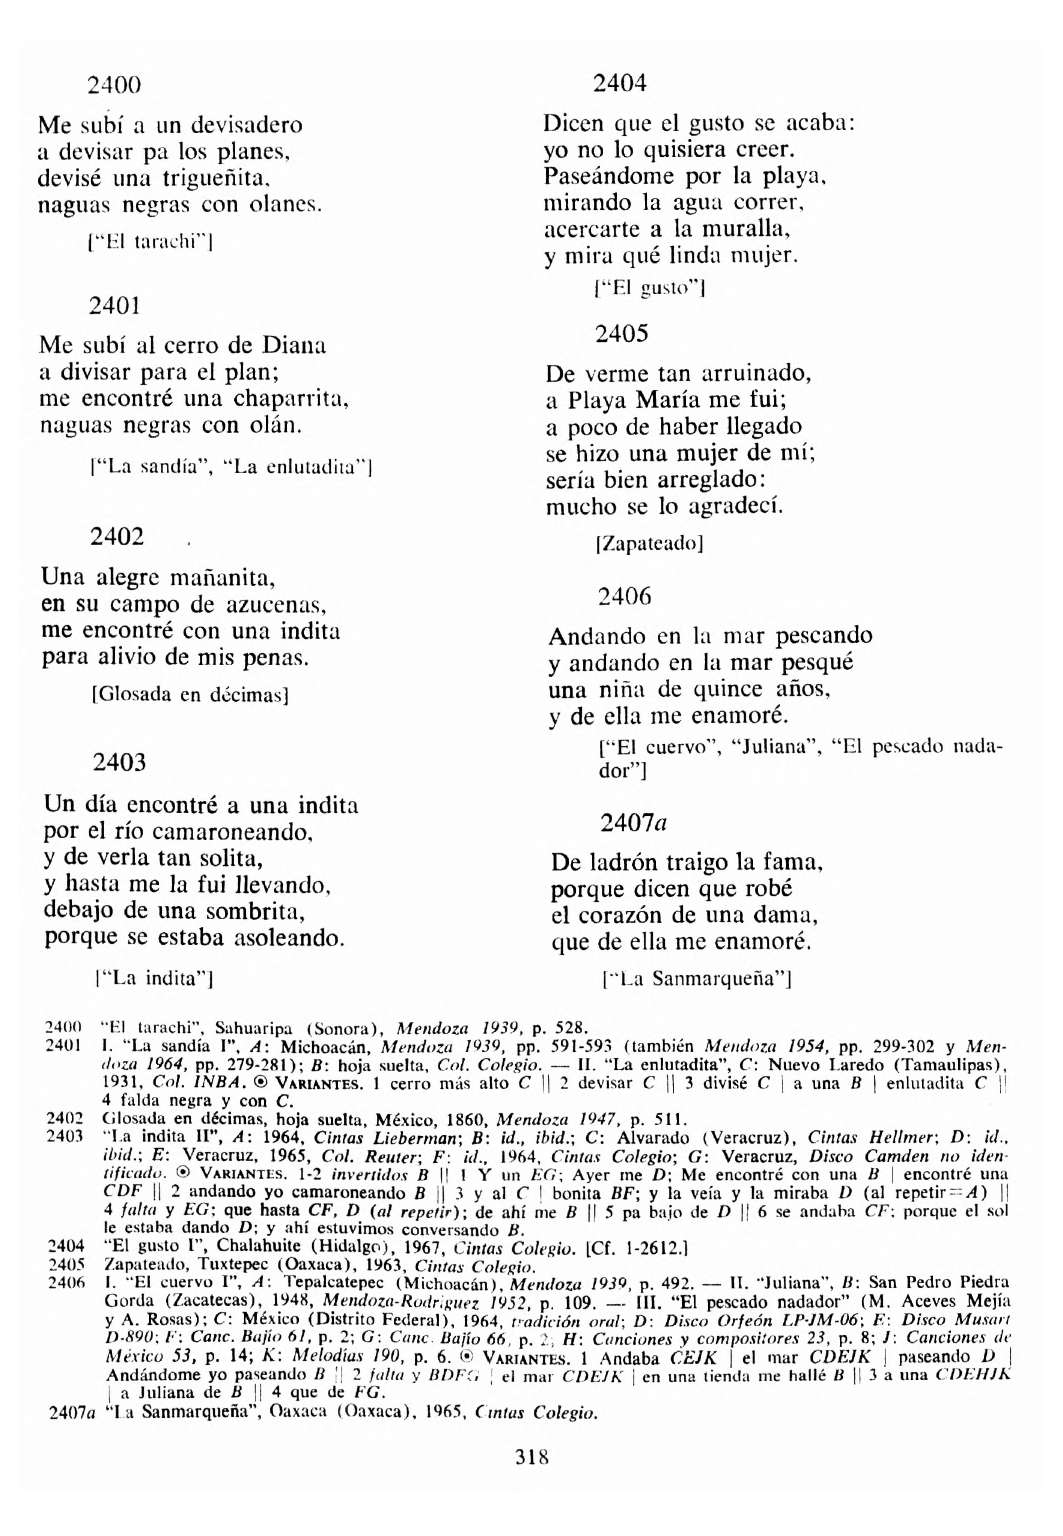 2400
Me subí a un devisadero
a devisar pa los planes,
devisé una trigueñita,
naguas negras con olanes.
[“El tarachi”]
2401
Me subí al cerro de Diana
a divisar para el plan;
me encontré una chaparrita,
naguas negras con olán.
[“La sandía”, “La enlutadita”]
2402
Una alegre mañanita,
en su campo de azucenas,
me encontré con una indita
para alivio de mis penas.
[Glosada en décimas]
2403
Un día encontré a una indita
por el río camaroneando,
y de verla tan solita,
y hasta me la fui llevando,
debajo de una sombrita,
porque se estaba asoleando.
[“La indita”]
2404
Dicen que el gusto se acaba:
yo no lo quisiera creer.
Paseándome por la playa,
mirando la agua correr,
acercarte a la muralla,
y mira qué linda mujer.
[“El gusto”]
2405
De verme tan arruinado,
a Playa María me fui;
a poco de haber llegado
se hizo una mujer de mí;
sería bien arreglado:
mucho se lo agradecí.
[Zapateado]
2406
Andando en la mar pescando
y andando en la mar pesqué
una niña de quince años,
y de ella me enamoré.
[“El cuervo”, “Juliana”, “El pescado nada-
dor”]
2407a
De ladrón traigo la fama,
porque dicen que robé
el corazón de una dama,
que de ella me enamoré.
[“La Sanmarqueña”]
2400 “El tarachi”, Sahuaripa (Sonora), Mendoza 1939, p. 528.
2401 I. “La sandía I”, A: Michoacán, Mendoza 1939, pp. 591-593 (también Mendoza 1954, pp. 299-302 y Men-
doza 1964, pp. 279-281); B: hoja suelta, Col. Colegio. — II. “La enlutadita”, C: Nuevo Laredo (Tamaulipas),
1931, Col. INBA. ⊙ VARIANTES. 1 cerro más alto C || 2 devisar C || 3 divisé C | a una B | enlutadita C ||
4 falda negra y con C.
2402 Glosada en décimas, hoja suelta, México, 1860, Mendoza 1947, p. 511.
2403 “La indita II”, A: 1964, Cintas Lieberman; B: id., ibid.; C: Alvarado (Veracruz), Cintas Hellmer; D: id.,
ibid.; E: Veracruz, 1965, Col. Reuter; F: id., 1964, Cintas Colegio; G: Veracruz, Disco Camden no iden-
tificado. ⊙ VARIANTES. 1-2 invertidos B || 1 Y un EG; Ayer me D; Me encontré con una B | encontré una
CDF || 2 andando yo camaroneando B || 3 y al C | bonita BF; y la veía y la miraba D (al repetir=A) ||
4 falta y EG; que hasta CF, D (al repetir); de ahí me B || 5 pa bajo de D || 6 se andaba CF; porque el sol
le estaba dando D; y ahí estuvimos conversando B.
2404 “El gusto I”, Chalahuite (Hidalgo), 1967, Cintas Colegio. [Cf. 1-2612.]
2405 Zapateado, Tuxtepec (Oaxaca), 1963, Cintas Colegio.
2406 I. “El cuervo I”, A: Tepalcatepec (Michoacán), Mendoza 1939, p. 492. — II. “Juliana”, B: San Pedro Piedra
Gorda (Zacatecas), 1948, Mendoza-Rodríguez 1952, p. 109. — III. “El pescado nadador” (M. Aceves Mejía
y A. Rosas); C: México (Distrito Federal), 1964, tradición oral; D: Disco Orfeón LP-JM-06; E: Disco Musart
D-890; F: Canc. Bajío 61, p. 2; G: Canc. Bajío 66, p. 2; H: Canciones y compositores 23, p. 8; J: Canciones de
México 53, p. 14; K: Melodías 190, p. 6. ⊙ VARIANTES. 1 Andaba CEJK | el mar CDEJK | paseando D |
Andándome yo paseando B || 2 falta y BDFG | el mar CDEJK | en una tienda me hallé B || 3 a una CDEHJK
| a Juliana de B || 4 que de FG.
2407a “La Sanmarqueña”, Oaxaca (Oaxaca), 1965, Cintas Colegio.
318